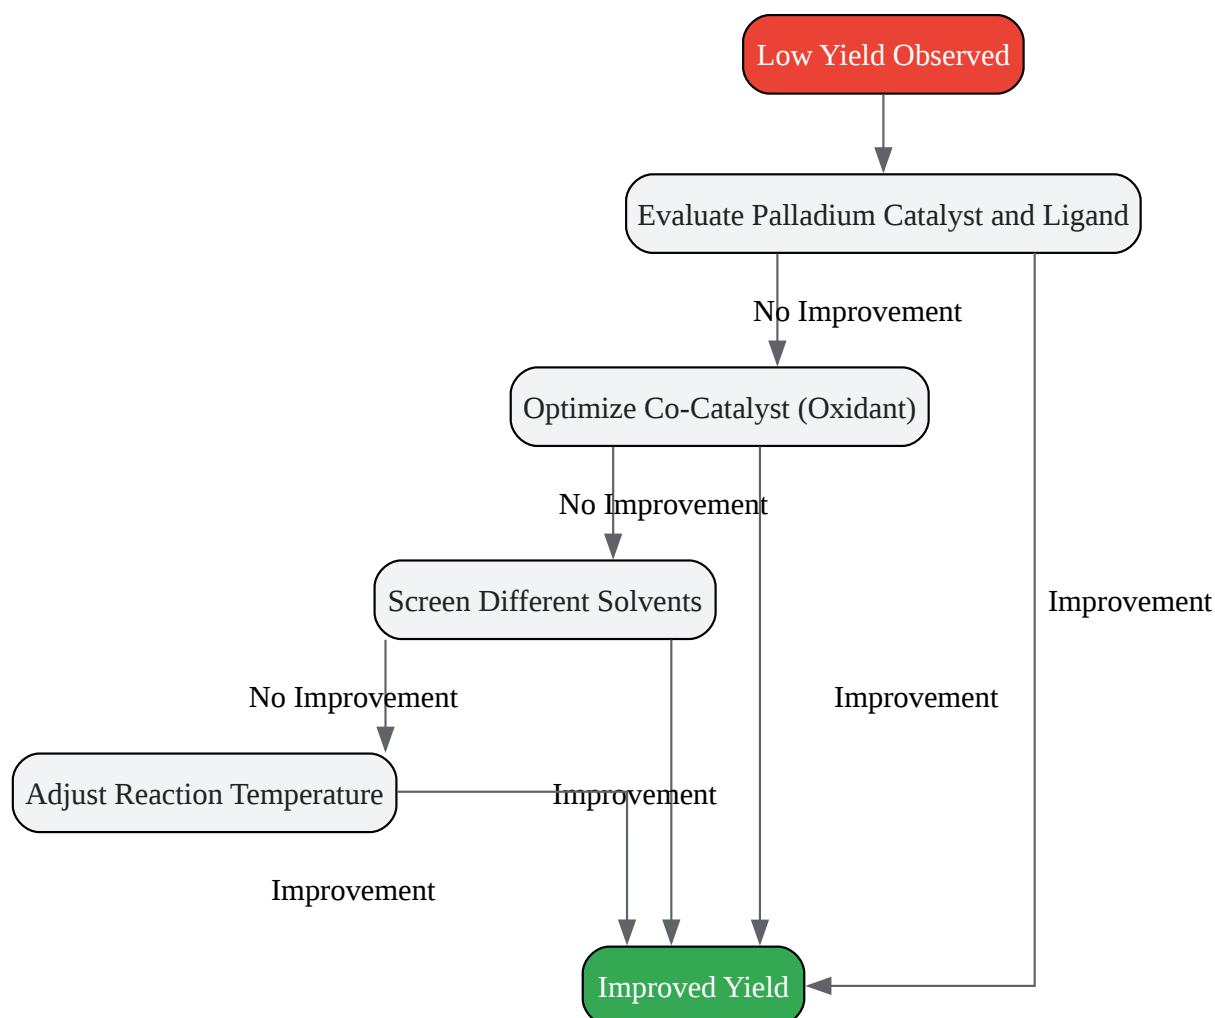 Low Yield Observed
Evaluate Palladium Catalyst and Ligand
No Improvement
Optimize Co-Catalyst (Oxidant)
No Improvement
Screen Different Solvents
Improvement
No Improvement
Improvement
Adjust Reaction Temperature
Improvement
Improvement
Improved Yield